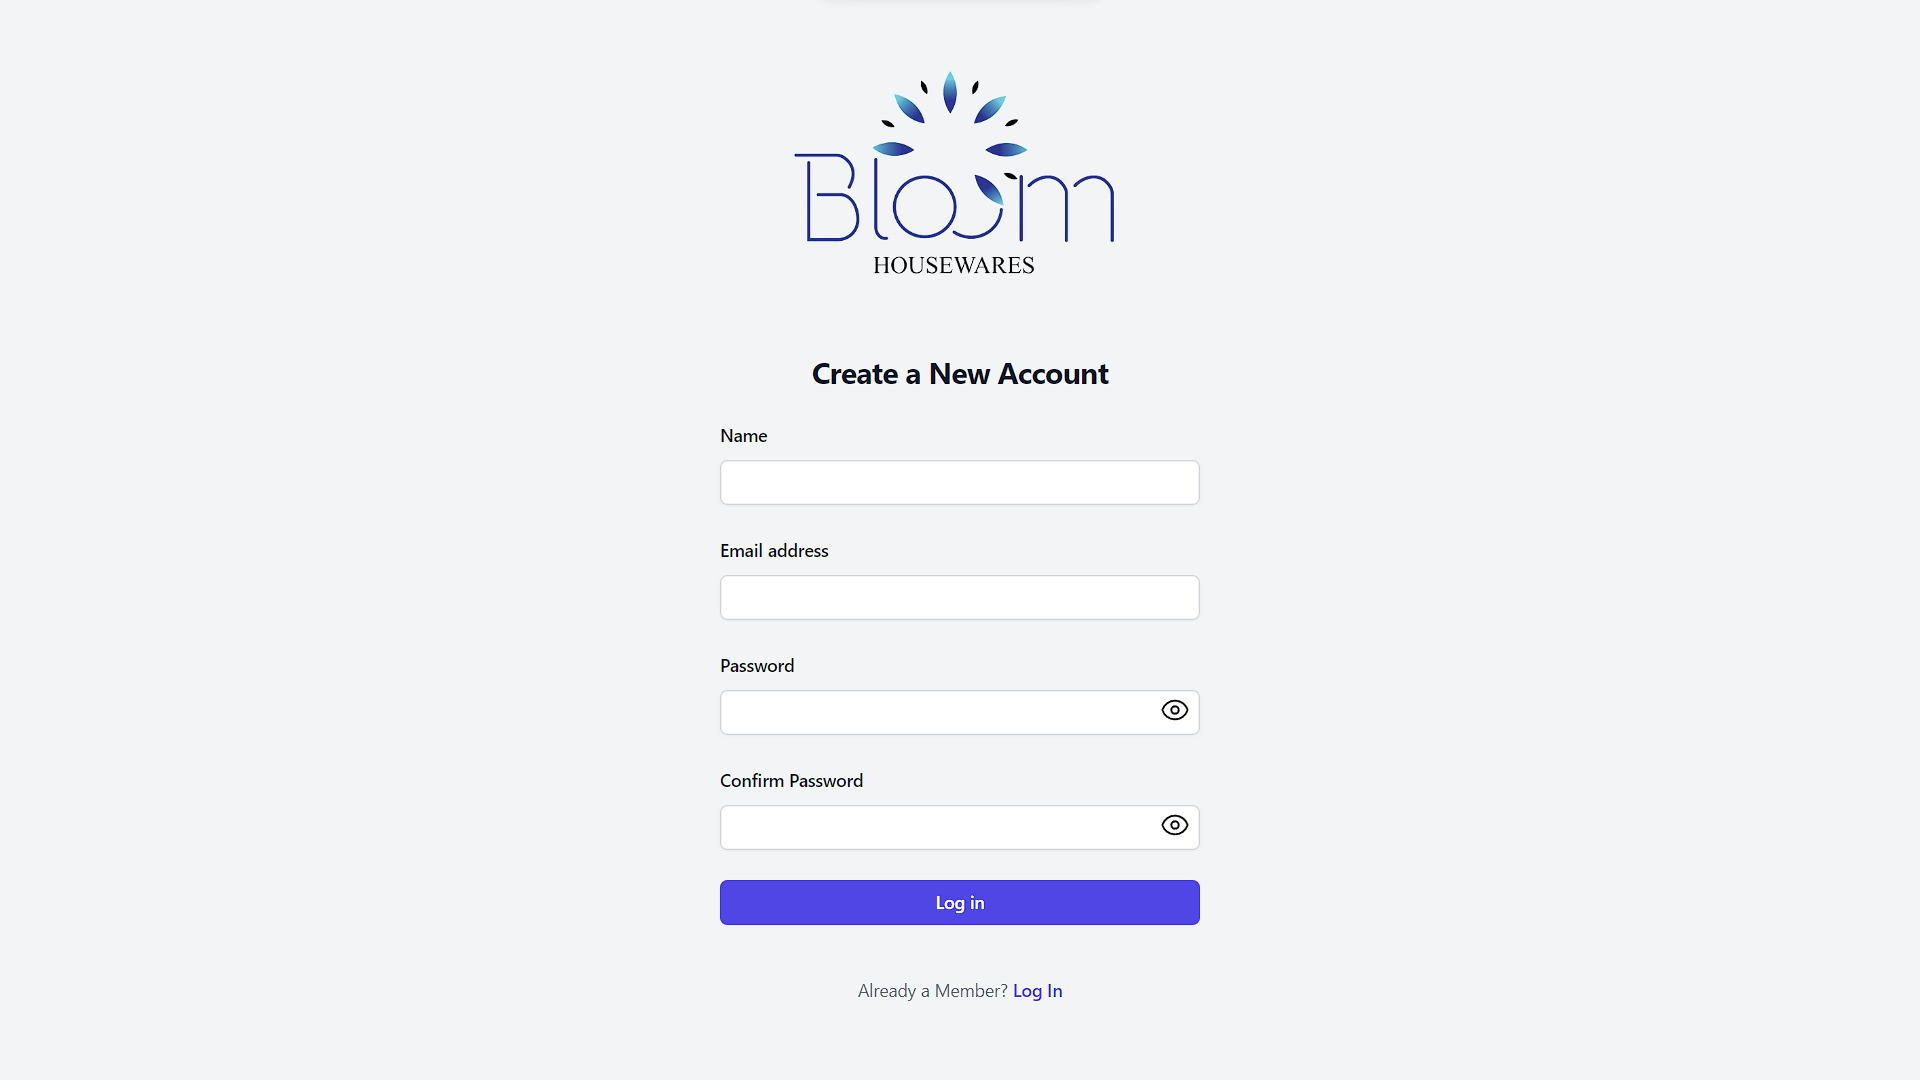 Bloom
HOUSEWARES
Create a New Account
Name
Email address
Password
Confirm Password
Log in
Already a Member? Log In